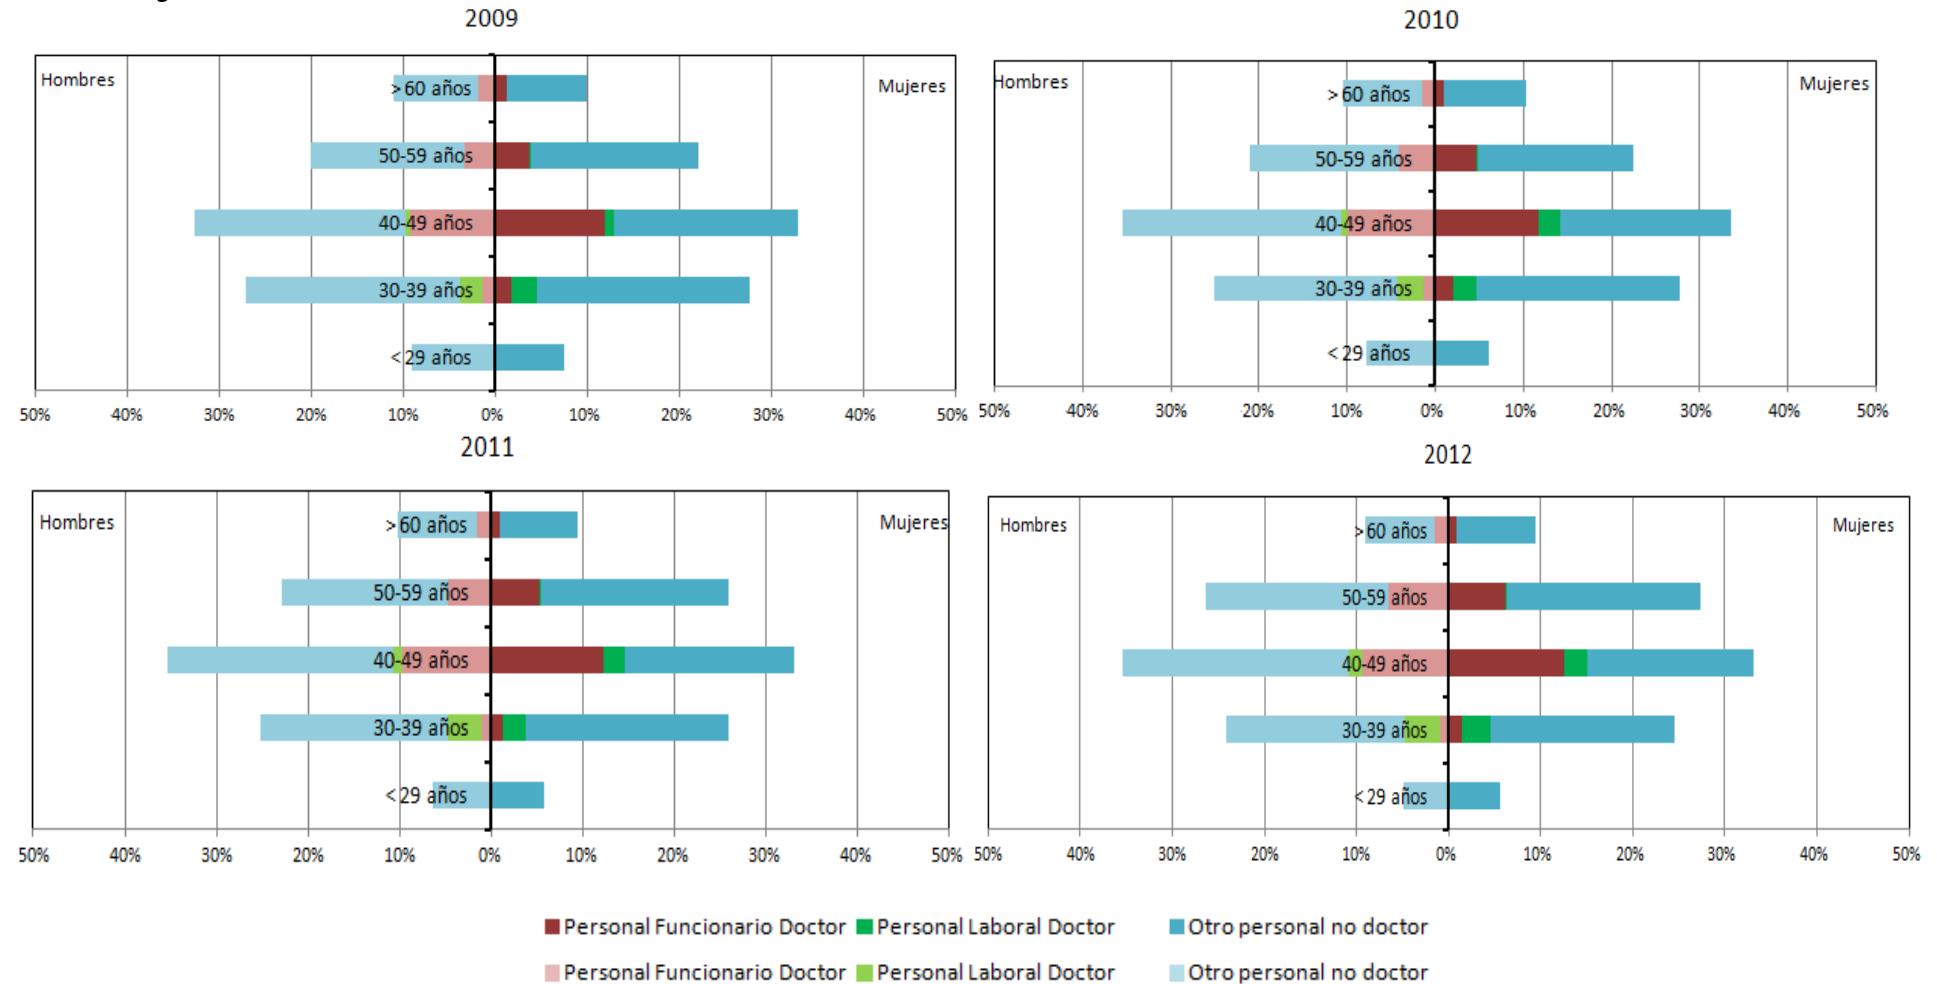 2009
Hombres
Mujeres
>60 años
50-59 años
40-49 años
30-39 años
<29 años
50% 40% 30% 20% 10% 0% 10% 20% 30% 40% 50%
2010
Hombres
Mujeres
>60 años
50-59 años
40-49 años
30-39 años
<29 años
50% 40% 30% 20% 10% 0% 10% 20% 30% 40% 50%
2011
Hombres
Mujeres
>60 años
50-59 años
40-49 años
30-39 años
<29 años
50% 40% 30% 20% 10% 0% 10% 20% 30% 40% 50%
2012
Hombres
Mujeres
>60 años
50-59 años
40-49 años
30-39 años
<29 años
50% 40% 30% 20% 10% 0% 10% 20% 30% 40% 50%
Personal Funcionario Doctor Personal Laboral Doctor Otro personal no doctor
Personal Funcionario Doctor Personal Laboral Doctor Otro personal no doctor